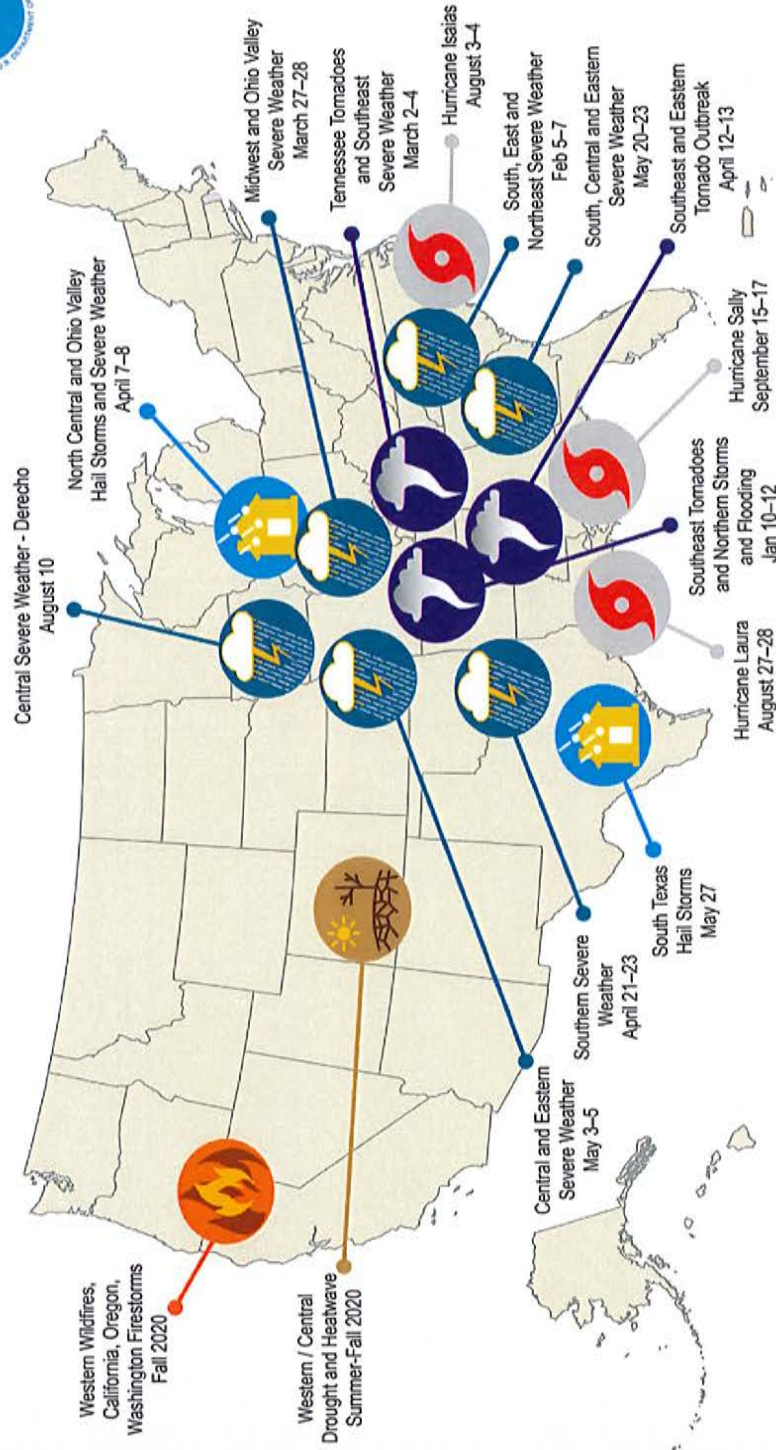 Western Wildfires,
California, Oregon,
Washington Firestorms
Fall 2020
Western / Central
Drought and Heatwave
Summer-Fall 2020
Central Severe Weather - Derecho
August 10
North Central and Ohio Valley
Hail Storms and Severe Weather
April 7–8
Midwest and Ohio Valley
Severe Weather
March 27–28
Tennessee Tornadoes
and Southeast
Severe Weather
March 2–4
Hurricane Isaias
August 3–4
South, East and
Northeast Severe Weather
Feb 5–7
South, Central and Eastern
Severe Weather
May 20–23
Southeast and Eastern
Tornado Outbreak
April 12–13
Central and Eastern
Severe Weather
May 3–5
Southern Severe
Weather
April 21–23
South Texas
Hail Storms
May 27
Hurricane Laura
August 27–28
Southeast Tornadoes
and Northern Storms
and Flooding
Jan 10–12
Hurricane Sally
September 15–17
DEPARTMENT OF